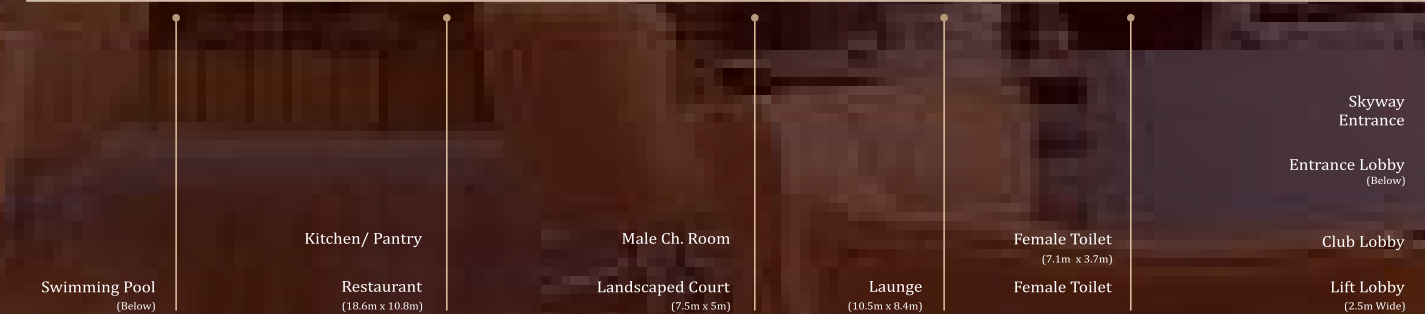 Swimming Pool
(Below)
Kitchen/ Pantry
Restaurant
(18.6m x 10.8m)
Male Ch. Room
Landscaped Court
(7.5m x 5m)
Launge
(10.5m x 8.4m)
Female Toilet
(7.1m x 3.7m)
Female Toilet
Skyway
Entrance
Entrance Lobby
(Below)
Club Lobby
Lift Lobby
(2.5m Wide)